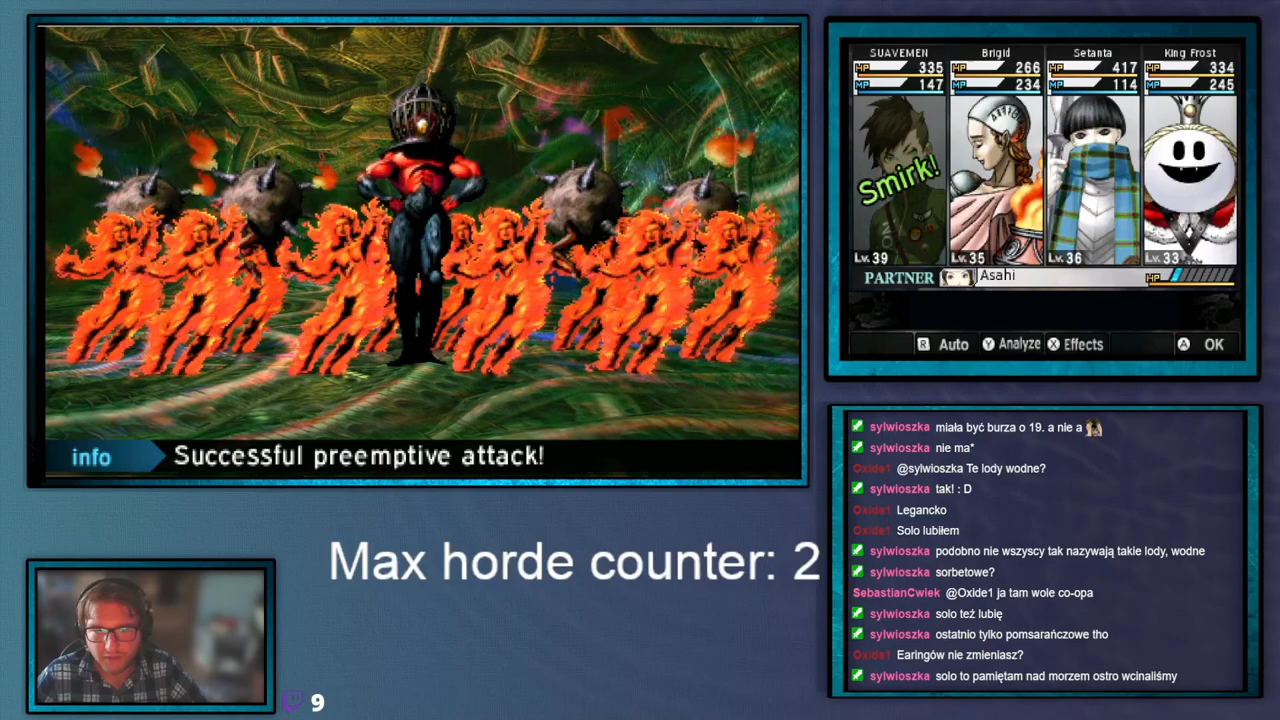 info
Successful preemptive attack!
SUAVEMEN Brigid Setanta King Frost
HP 335 HP 266 HP 417 HP 334
MP 147 MP 234 MP 114 MP 245
AFFIG
Smirk!
Lv.39 Lv.35 Lv.36 Lv.33
PARTNER Asahi HP
R Auto Y Analyze X Effects A OK
Max horde counter: 2
9
sylwioszka miała być burza o 19. a nie a
sylwioszka nie ma*
Oxide1 @sylwioszka Te lody wodne?
sylwioszka tak! : D
Oxide1 Legancko
Oxide1 Solo lubiłem
sylwioszka podobno nie wszyscy tak nazywają takie lody, wodne
sylwioszka sorbetowe?
SebastianCwiek @Oxide1 ja tam wole co-opa
sylwioszka solo też lubię
sylwioszka ostatnio tylko pomsarańczowe tho
Oxide1 Earingów nie zmieniasz?
sylwioszka solo to pamiętam nad morzem ostro wcinaliśmy